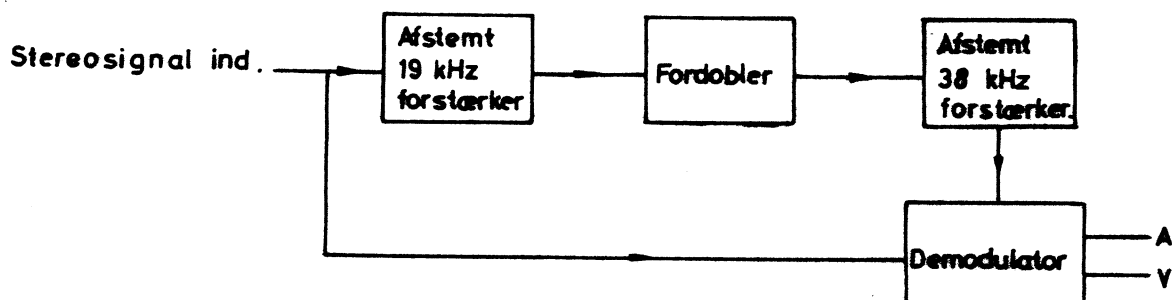 Stereosignal ind.
Afstemt
19 kHz
forstærker
Fordobler
Afstemt
38 kHz
forstærker.
Demodulator
A
V